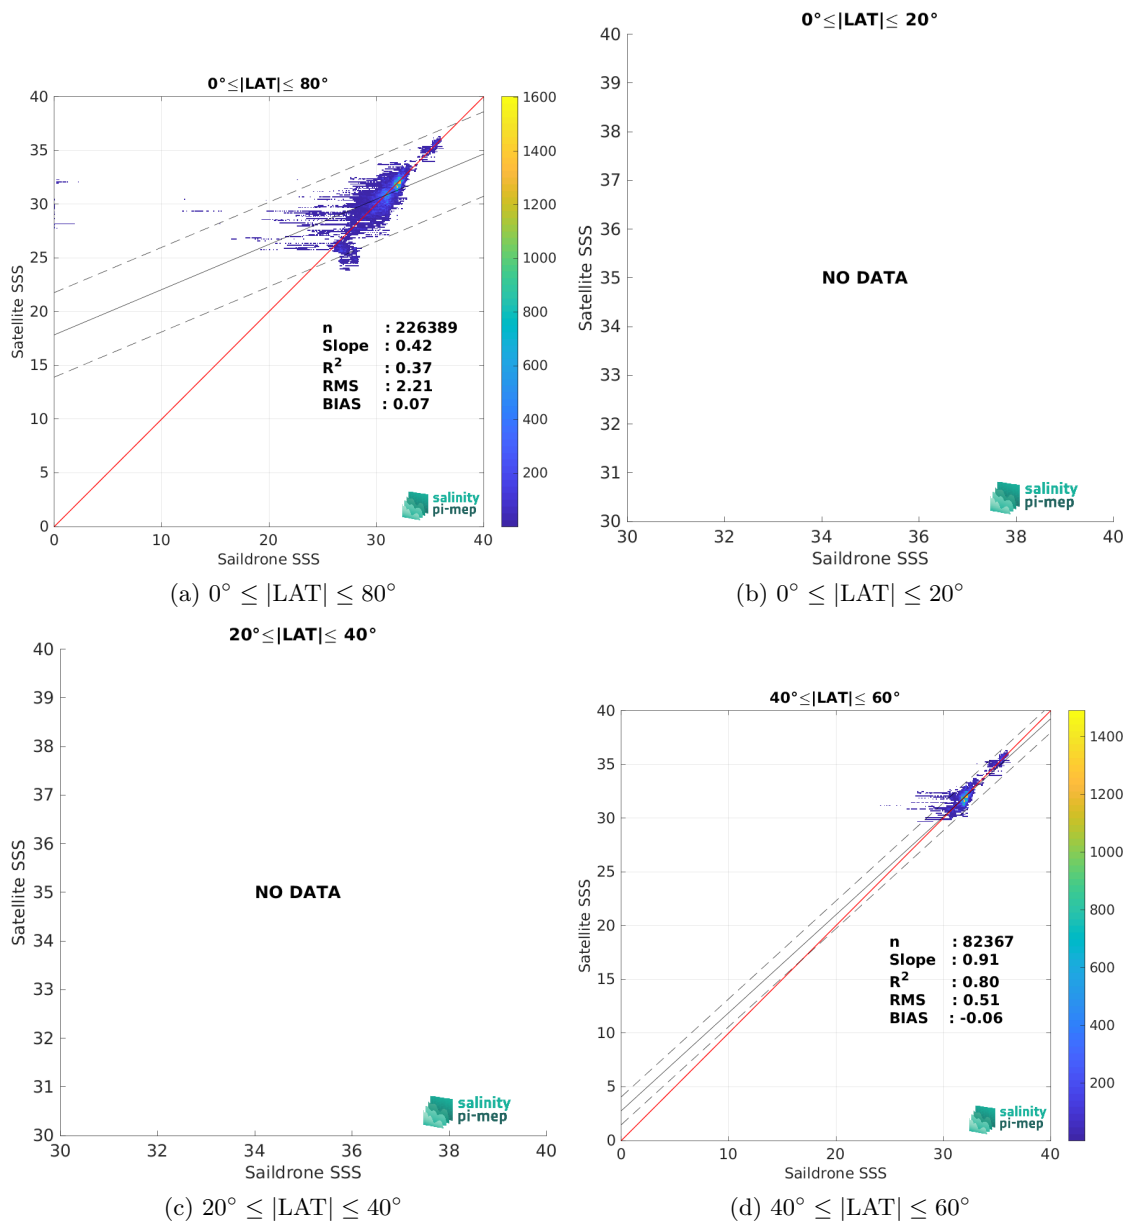 0°≤|LAT|≤ 80°
40
35
30
25
20
15
10
5
0
0
10
20
30
40
Satellite SSS
Saildrone SSS
1600
1400
1200
1000
800
600
400
200
n : 226389
Slope : 0.42
R² : 0.37
RMS : 2.21
BIAS : 0.07
salinity
pi-mep
(a) 0° ≤ |LAT| ≤ 80°
0°≤|LAT|≤ 20°
40
39
38
37
36
35
34
33
32
31
30
30
32
34
36
38
40
Satellite SSS
Saildrone SSS
NO DATA
salinity
pi-mep
(b) 0° ≤ |LAT| ≤ 20°
20°≤|LAT|≤ 40°
40
39
38
37
36
35
34
33
32
31
30
30
32
34
36
38
40
Satellite SSS
Saildrone SSS
NO DATA
salinity
pi-mep
(c) 20° ≤ |LAT| ≤ 40°
40°≤|LAT|≤ 60°
40
35
30
25
20
15
10
5
0
0
10
20
30
40
Satellite SSS
Saildrone SSS
1400
1200
1000
800
600
400
200
n : 82367
Slope : 0.91
R² : 0.80
RMS : 0.51
BIAS : -0.06
salinity
pi-mep
(d) 40° ≤ |LAT| ≤ 60°